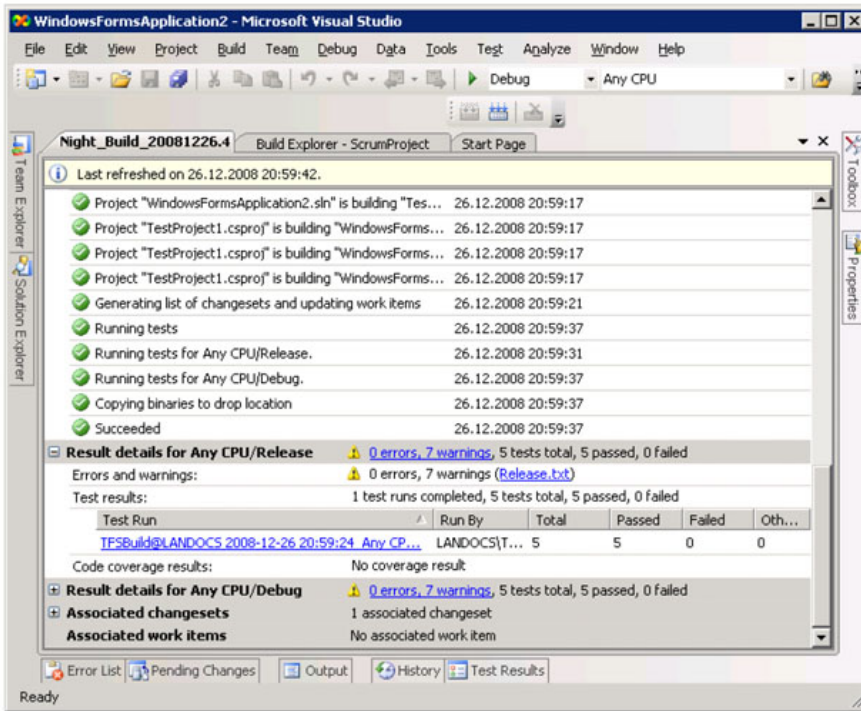 WindowsFormsApplication2 - Microsoft Visual Studio
File Edit View Project Build Team Debug Data Tools Test Analyze Window Help
Debug Any CPU
Night_Build_20081226.4 Build Explorer - ScrumProject Start Page
Team Explorer
Solution Explorer
Toolbox
Properties
Last refreshed on 26.12.2008 20:59:42.
Project "WindowsFormsApplication2.sln" is building "Tes... 26.12.2008 20:59:17
Project "TestProject1.csproj" is building "WindowsForms... 26.12.2008 20:59:17
Project "TestProject1.csproj" is building "WindowsForms... 26.12.2008 20:59:17
Project "TestProject1.csproj" is building "WindowsForms... 26.12.2008 20:59:17
Generating list of changesets and updating work items 26.12.2008 20:59:21
Running tests 26.12.2008 20:59:37
Running tests for Any CPU/Release. 26.12.2008 20:59:31
Running tests for Any CPU/Debug. 26.12.2008 20:59:37
Copying binaries to drop location 26.12.2008 20:59:37
Succeeded 26.12.2008 20:59:37
Result details for Any CPU/Release 0 errors, 7 warnings, 5 tests total, 5 passed, 0 failed
Errors and warnings: 0 errors, 7 warnings (Release.txt)
Test results: 1 test runs completed, 5 tests total, 5 passed, 0 failed
Test Run Run By Total Passed Failed Oth...
TFSBuild@LANDOCS 2008-12-26 20:59:24_Any CP... LANDOCS\T... 5 5 0 0
Code coverage results: No coverage result
Result details for Any CPU/Debug 0 errors, 7 warnings, 5 tests total, 5 passed, 0 failed
Associated changesets 1 associated changeset
Associated work items No associated work item
Error List Pending Changes Output History Test Results
Ready